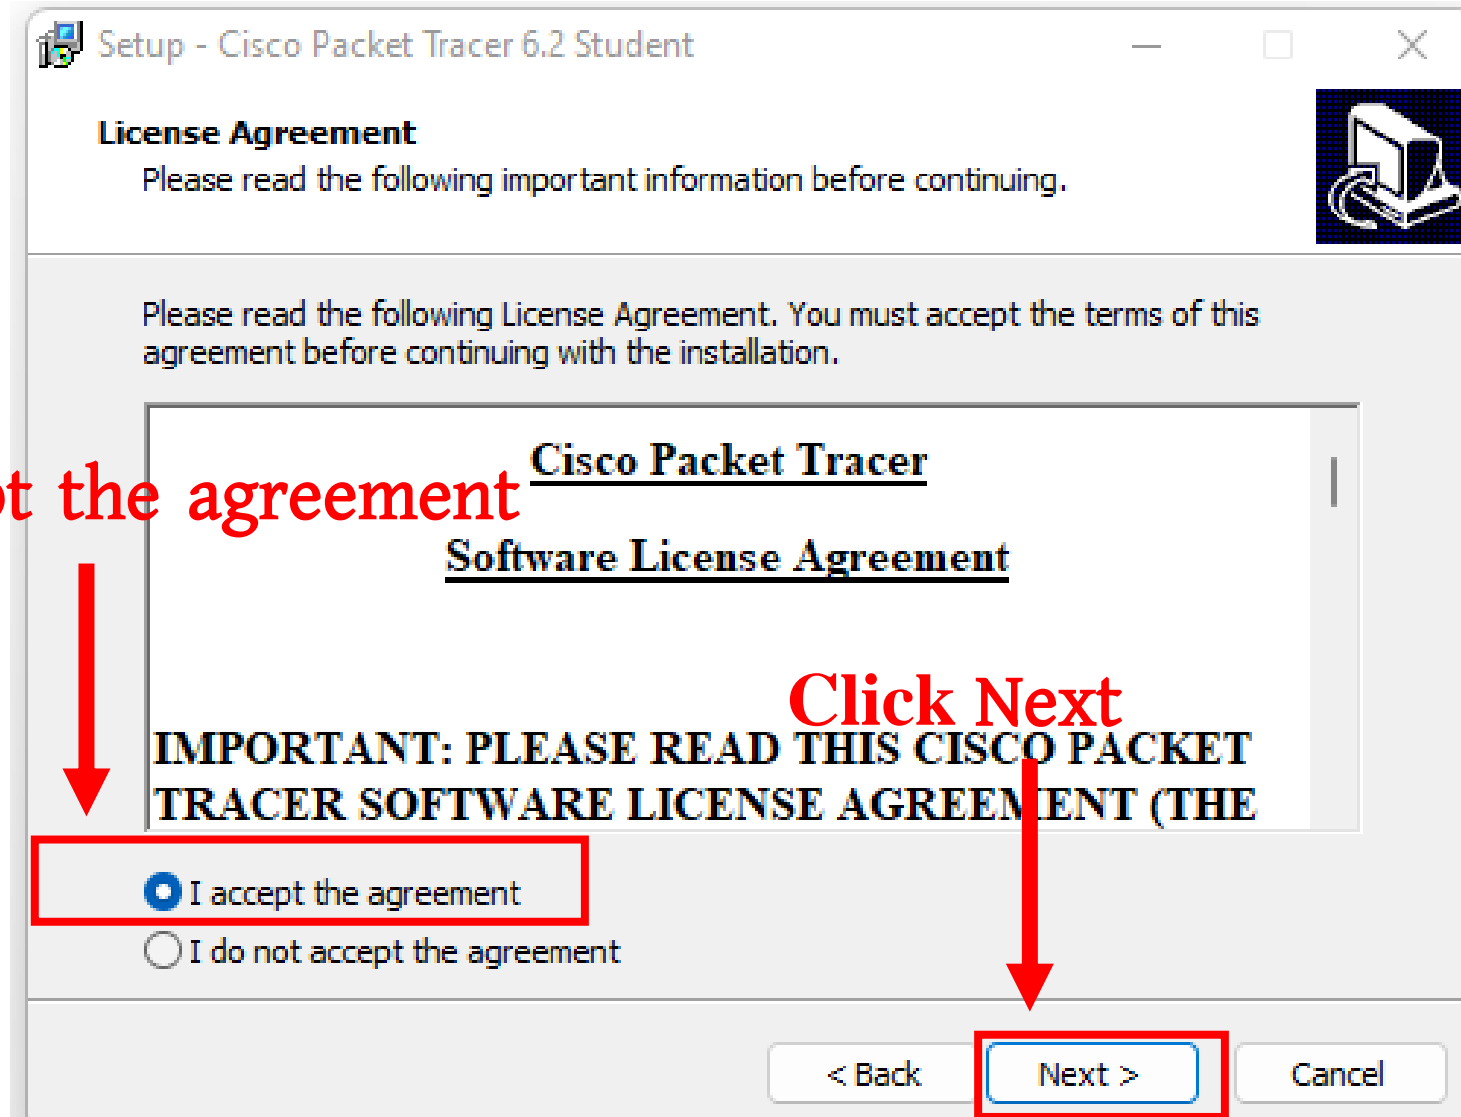 Setup - Cisco Packet Tracer 6.2 Student
License Agreement
Please read the following important information before continuing.
Please read the following License Agreement. You must accept the terms of this
agreement before continuing with the installation.
Cisco Packet Tracer
the agreement
Software License Agreement
Click Next
IMPORTANT: PLEASE READ THIS CISCO PACKET
TRACER SOFTWARE LICENSE AGREEMENT (THE
I accept the agreement
I do not accept the agreement
< Back
Next >
Cancel